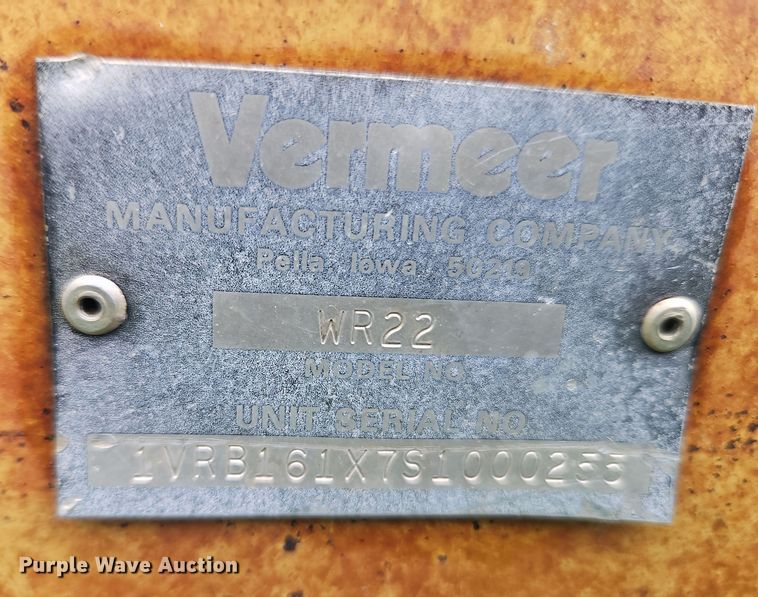 Vermeer
MANUFACTURING COMPANY
Pella, Iowa 50219
WR22
MODEL NO.
UNIT SERIAL NO.
1VRB161X7S1000255
Purple Wave Auction